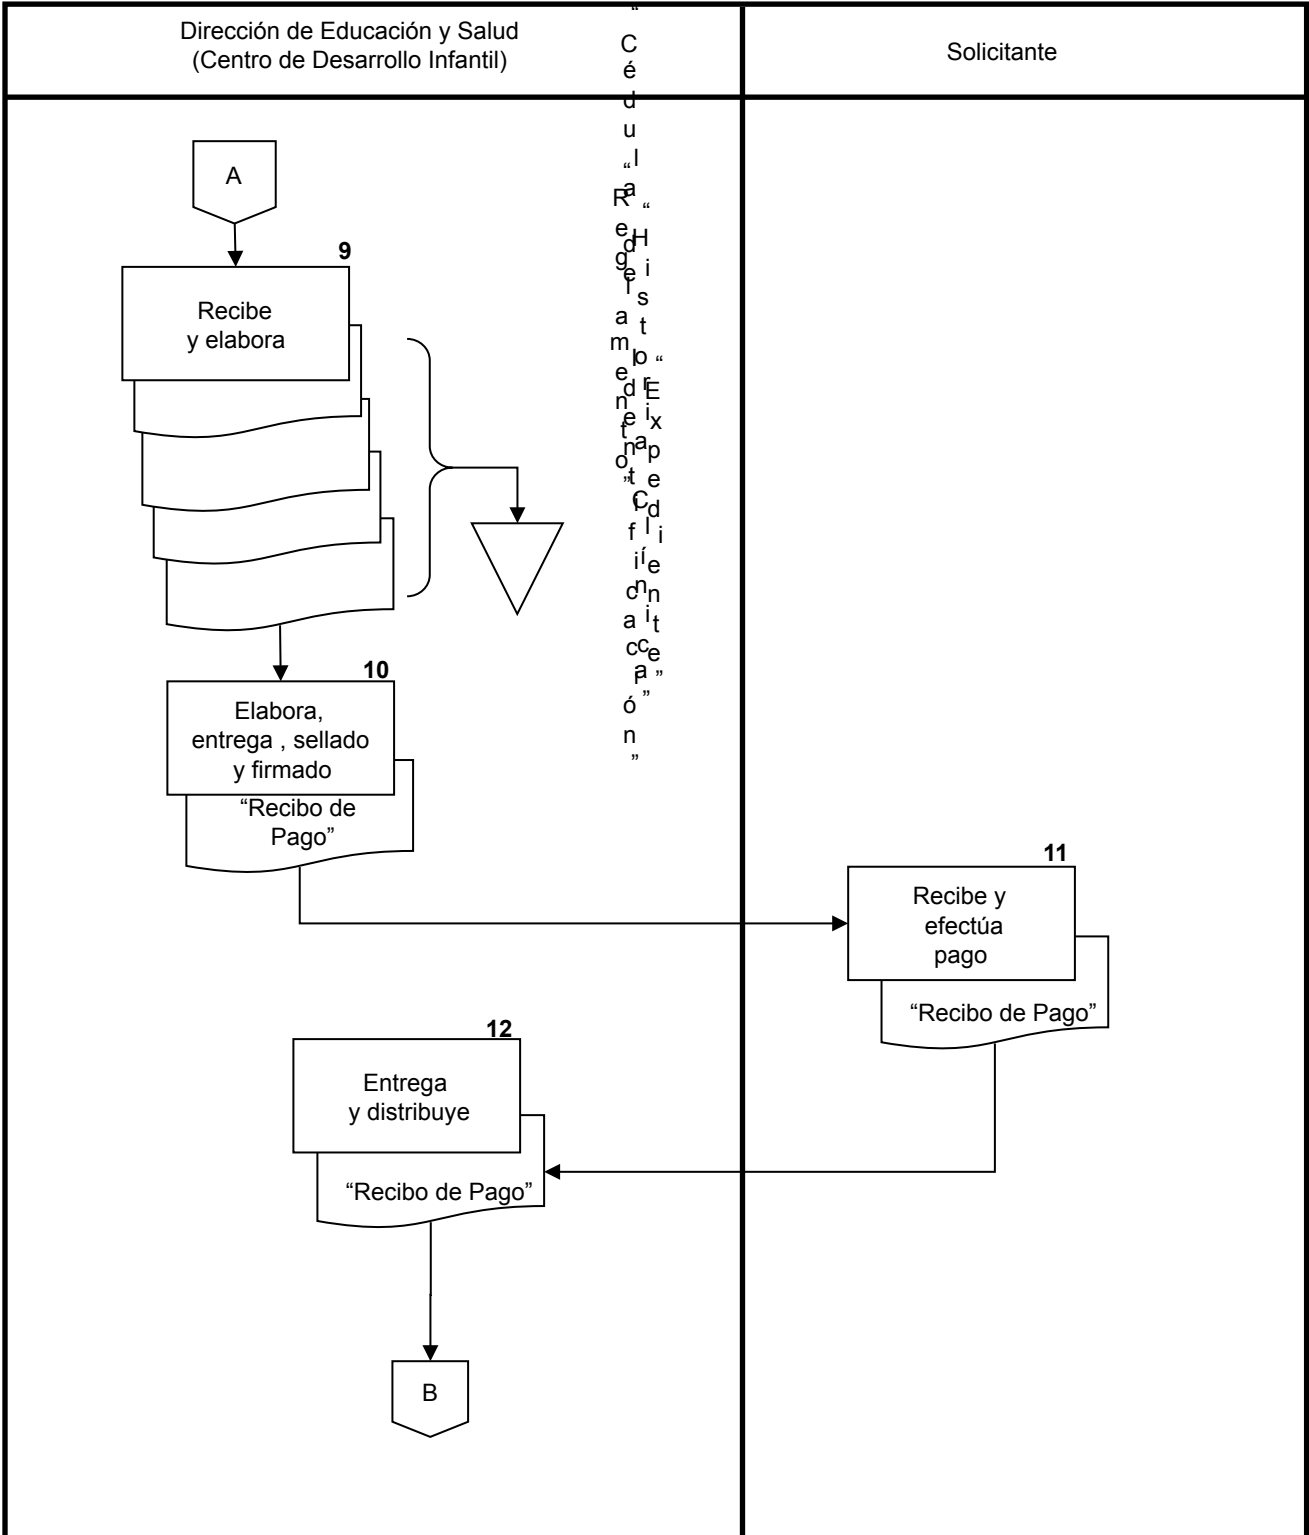 Dirección de Educación y Salud
(Centro de Desarrollo Infantil)
Solicitante
A
9
Recibe
y elabora
“Cédula de Identificación”
“Reglamento”
“Historia Clínica”
“Expediente”
10
Elabora,
entrega , sellado
y firmado
“Recibo de
Pago”
11
Recibe y
efectúa
pago
“Recibo de Pago”
12
Entrega
y distribuye
“Recibo de Pago”
B